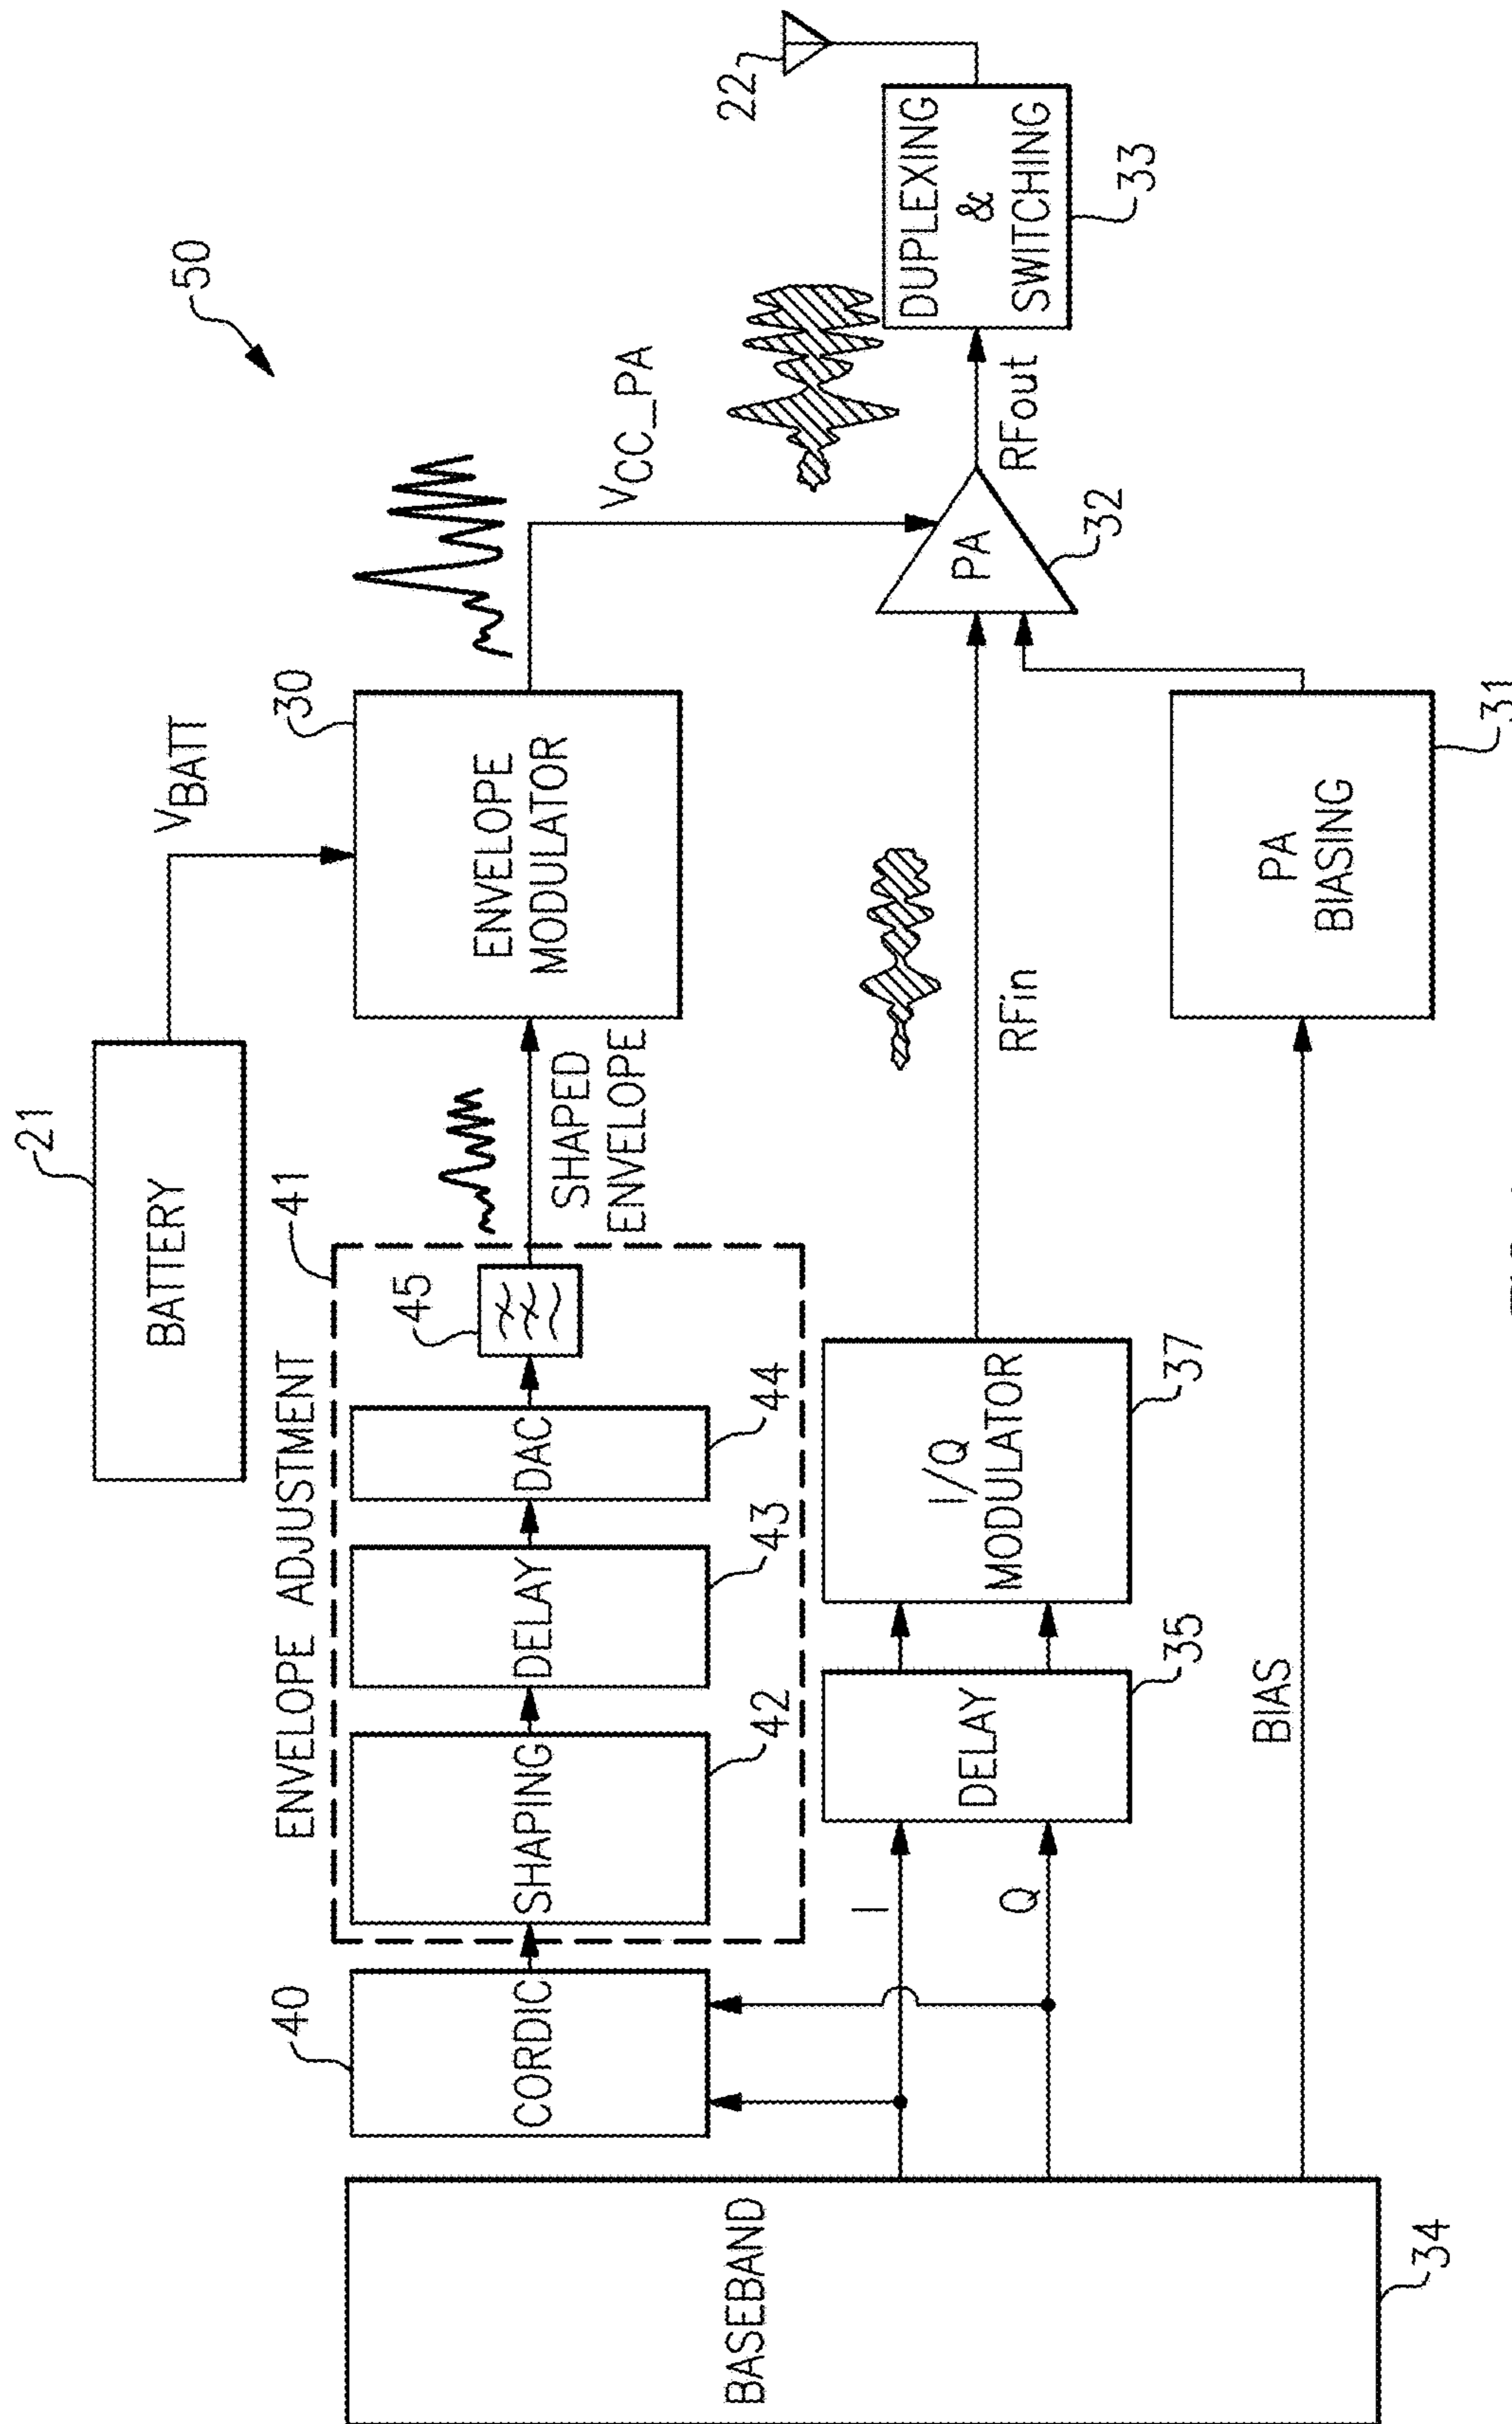 50
21
BATTERY
VBATT
ENVELOPE ADJUSTMENT
41
40
CORDIC
SHAPING
42
DELAY
43
DAC
44
45
SHAPED
ENVELOPE
30
ENVELOPE
MODULATOR
VCC_PA
BASEBAND
34
I
Q
DELAY
35
I/Q
MODULATOR
37
RFin
PA
32
RFout
DUPLEXING
&
SWITCHING
33
22
BIAS
PA
BIASING
31